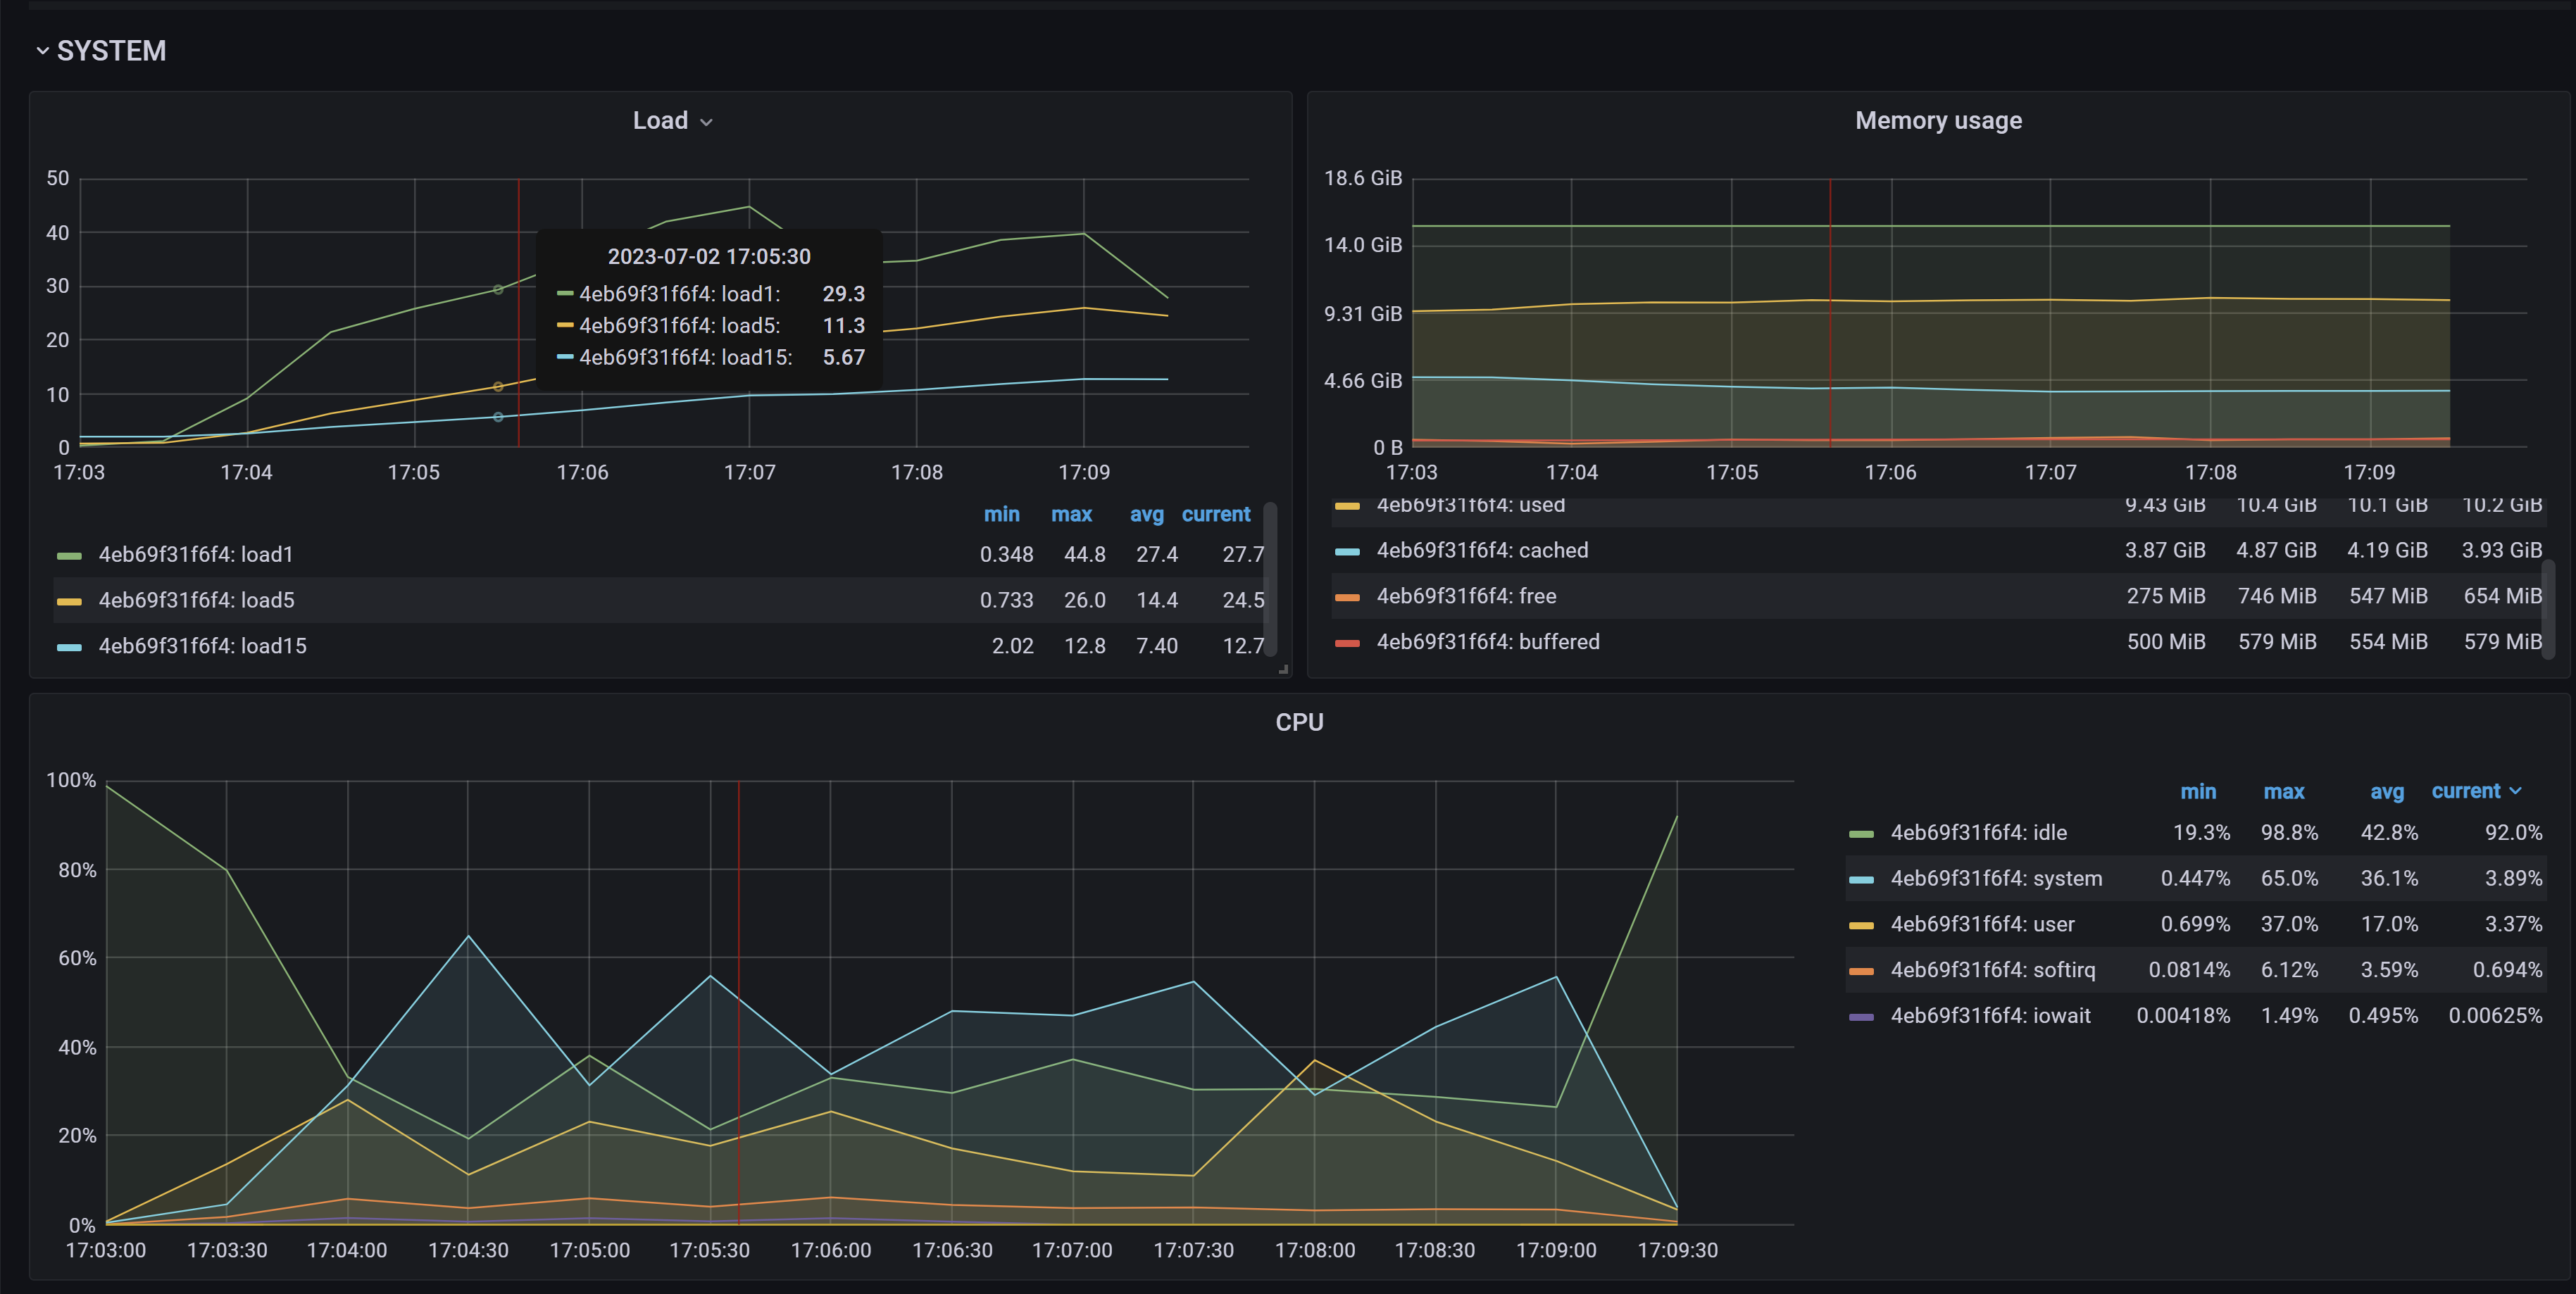 SYSTEM
Load
50
40
30
20
10
0
17:03 17:04 17:05 17:06 17:07 17:08 17:09
2023-07-02 17:05:30
4eb69f31f6f4: load1: 29.3
4eb69f31f6f4: load5: 11.3
4eb69f31f6f4: load15: 5.67
min max avg current
4eb69f31f6f4: load1 0.348 44.8 27.4 27.7
4eb69f31f6f4: load5 0.733 26.0 14.4 24.5
4eb69f31f6f4: load15 2.02 12.8 7.40 12.7
Memory usage
18.6 GiB
14.0 GiB
9.31 GiB
4.66 GiB
0 B
17:03 17:04 17:05 17:06 17:07 17:08 17:09
4eb69f31f6f4: used 9.43 GiB 10.4 GiB 10.1 GiB 10.2 GiB
4eb69f31f6f4: cached 3.87 GiB 4.87 GiB 4.19 GiB 3.93 GiB
4eb69f31f6f4: free 275 MiB 746 MiB 547 MiB 654 MiB
4eb69f31f6f4: buffered 500 MiB 579 MiB 554 MiB 579 MiB
CPU
100%
80%
60%
40%
20%
0%
17:03:00 17:03:30 17:04:00 17:04:30 17:05:00 17:05:30 17:06:00 17:06:30 17:07:00 17:07:30 17:08:00 17:08:30 17:09:00 17:09:30
min max avg current
4eb69f31f6f4: idle 19.3% 98.8% 42.8% 92.0%
4eb69f31f6f4: system 0.447% 65.0% 36.1% 3.89%
4eb69f31f6f4: user 0.699% 37.0% 17.0% 3.37%
4eb69f31f6f4: softirq 0.0814% 6.12% 3.59% 0.694%
4eb69f31f6f4: iowait 0.00418% 1.49% 0.495% 0.00625%